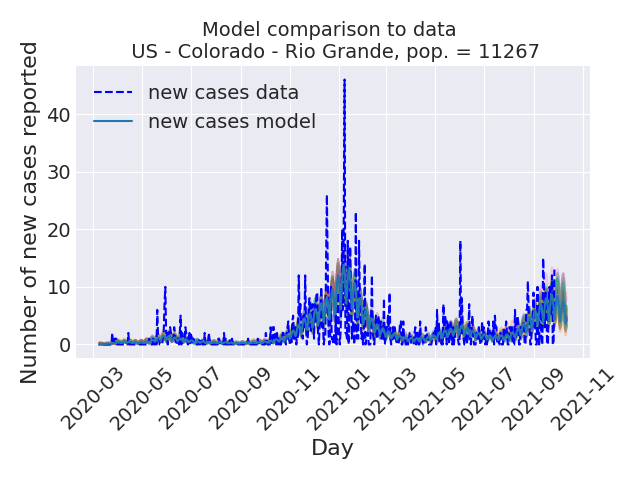 Model comparison to data
US - Colorado - Rio Grande, pop. = 11267
Number of new cases reported
new cases data
new cases model
40
30
20
10
0
2020-03
2020-05
2020-07
2020-09
2020-11
2021-01
2021-03
2021-05
2021-07
2021-09
2021-11
Day